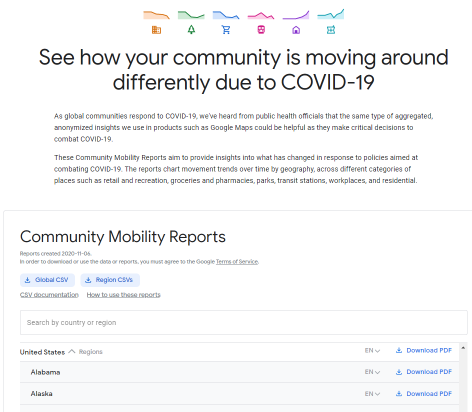 See how your community is moving around
differently due to COVID-19
As global communities respond to COVID-19, we've heard from public health officials that the same type of aggregated,
anonymized insights we use in products such as Google Maps could be helpful as they make critical decisions to
combat COVID-19.
These Community Mobility Reports aim to provide insights into what has changed in response to policies aimed at
combating COVID-19. The reports chart movement trends over time by geography, across different categories of
places such as retail and recreation, groceries and pharmacies, parks, transit stations, workplaces, and residential.
Community Mobility Reports
Reports created 2020-11-06.
In order to download or use the data or reports, you must agree to the Google Terms of Service.
Global CSV Region CSVs
CSV documentation How to use these reports
Search by country or region
United States Regions EN Download PDF
Alabama EN Download PDF
Alaska EN Download PDF